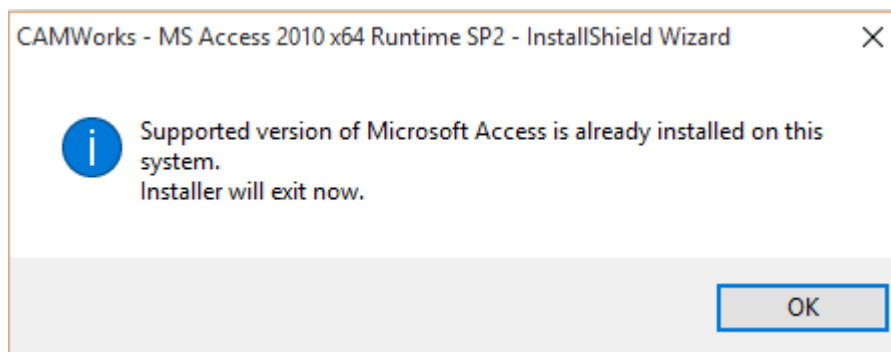 CAMWorks - MS Access 2010 x64 Runtime SP2 - InstallShield Wizard
Supported version of Microsoft Access is already installed on this
system.
Installer will exit now.
OK